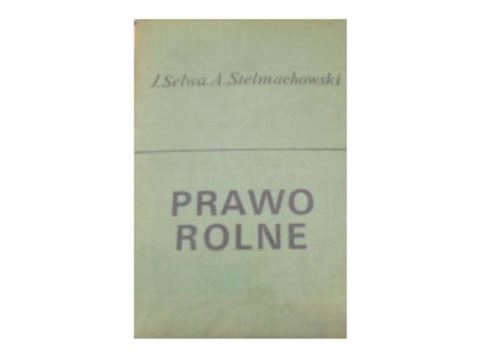 J. Selwa. A. Stelmachowski
PRAWO
ROLNE